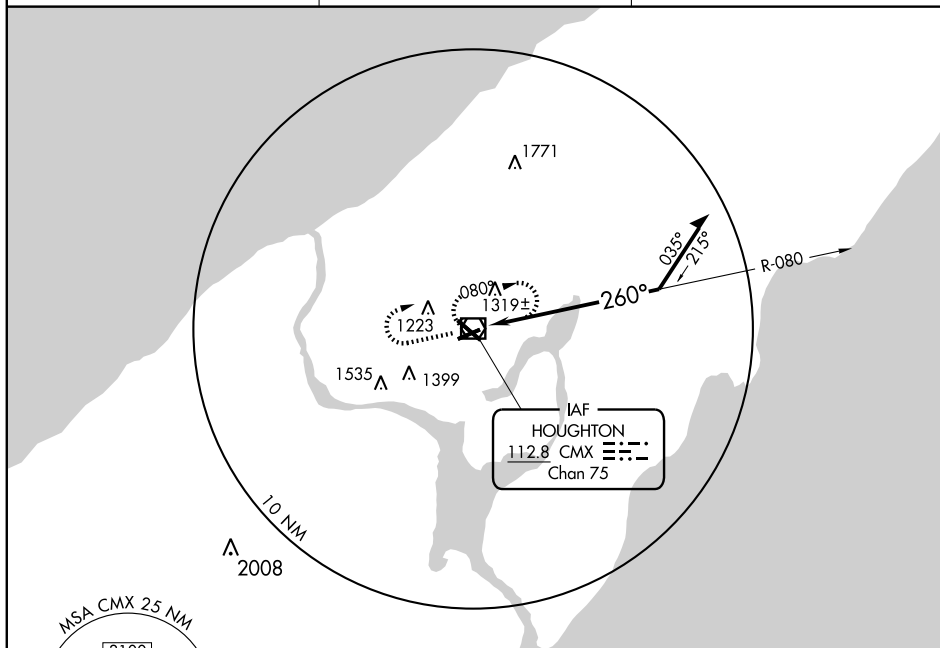 1771
035°
215°
R-080
080°
1319±
260°
1223
1535
1399
IAF
HOUGHTON
112.8 CMX
Chan 75
10 NM
2008
MSA CMX 25 NM